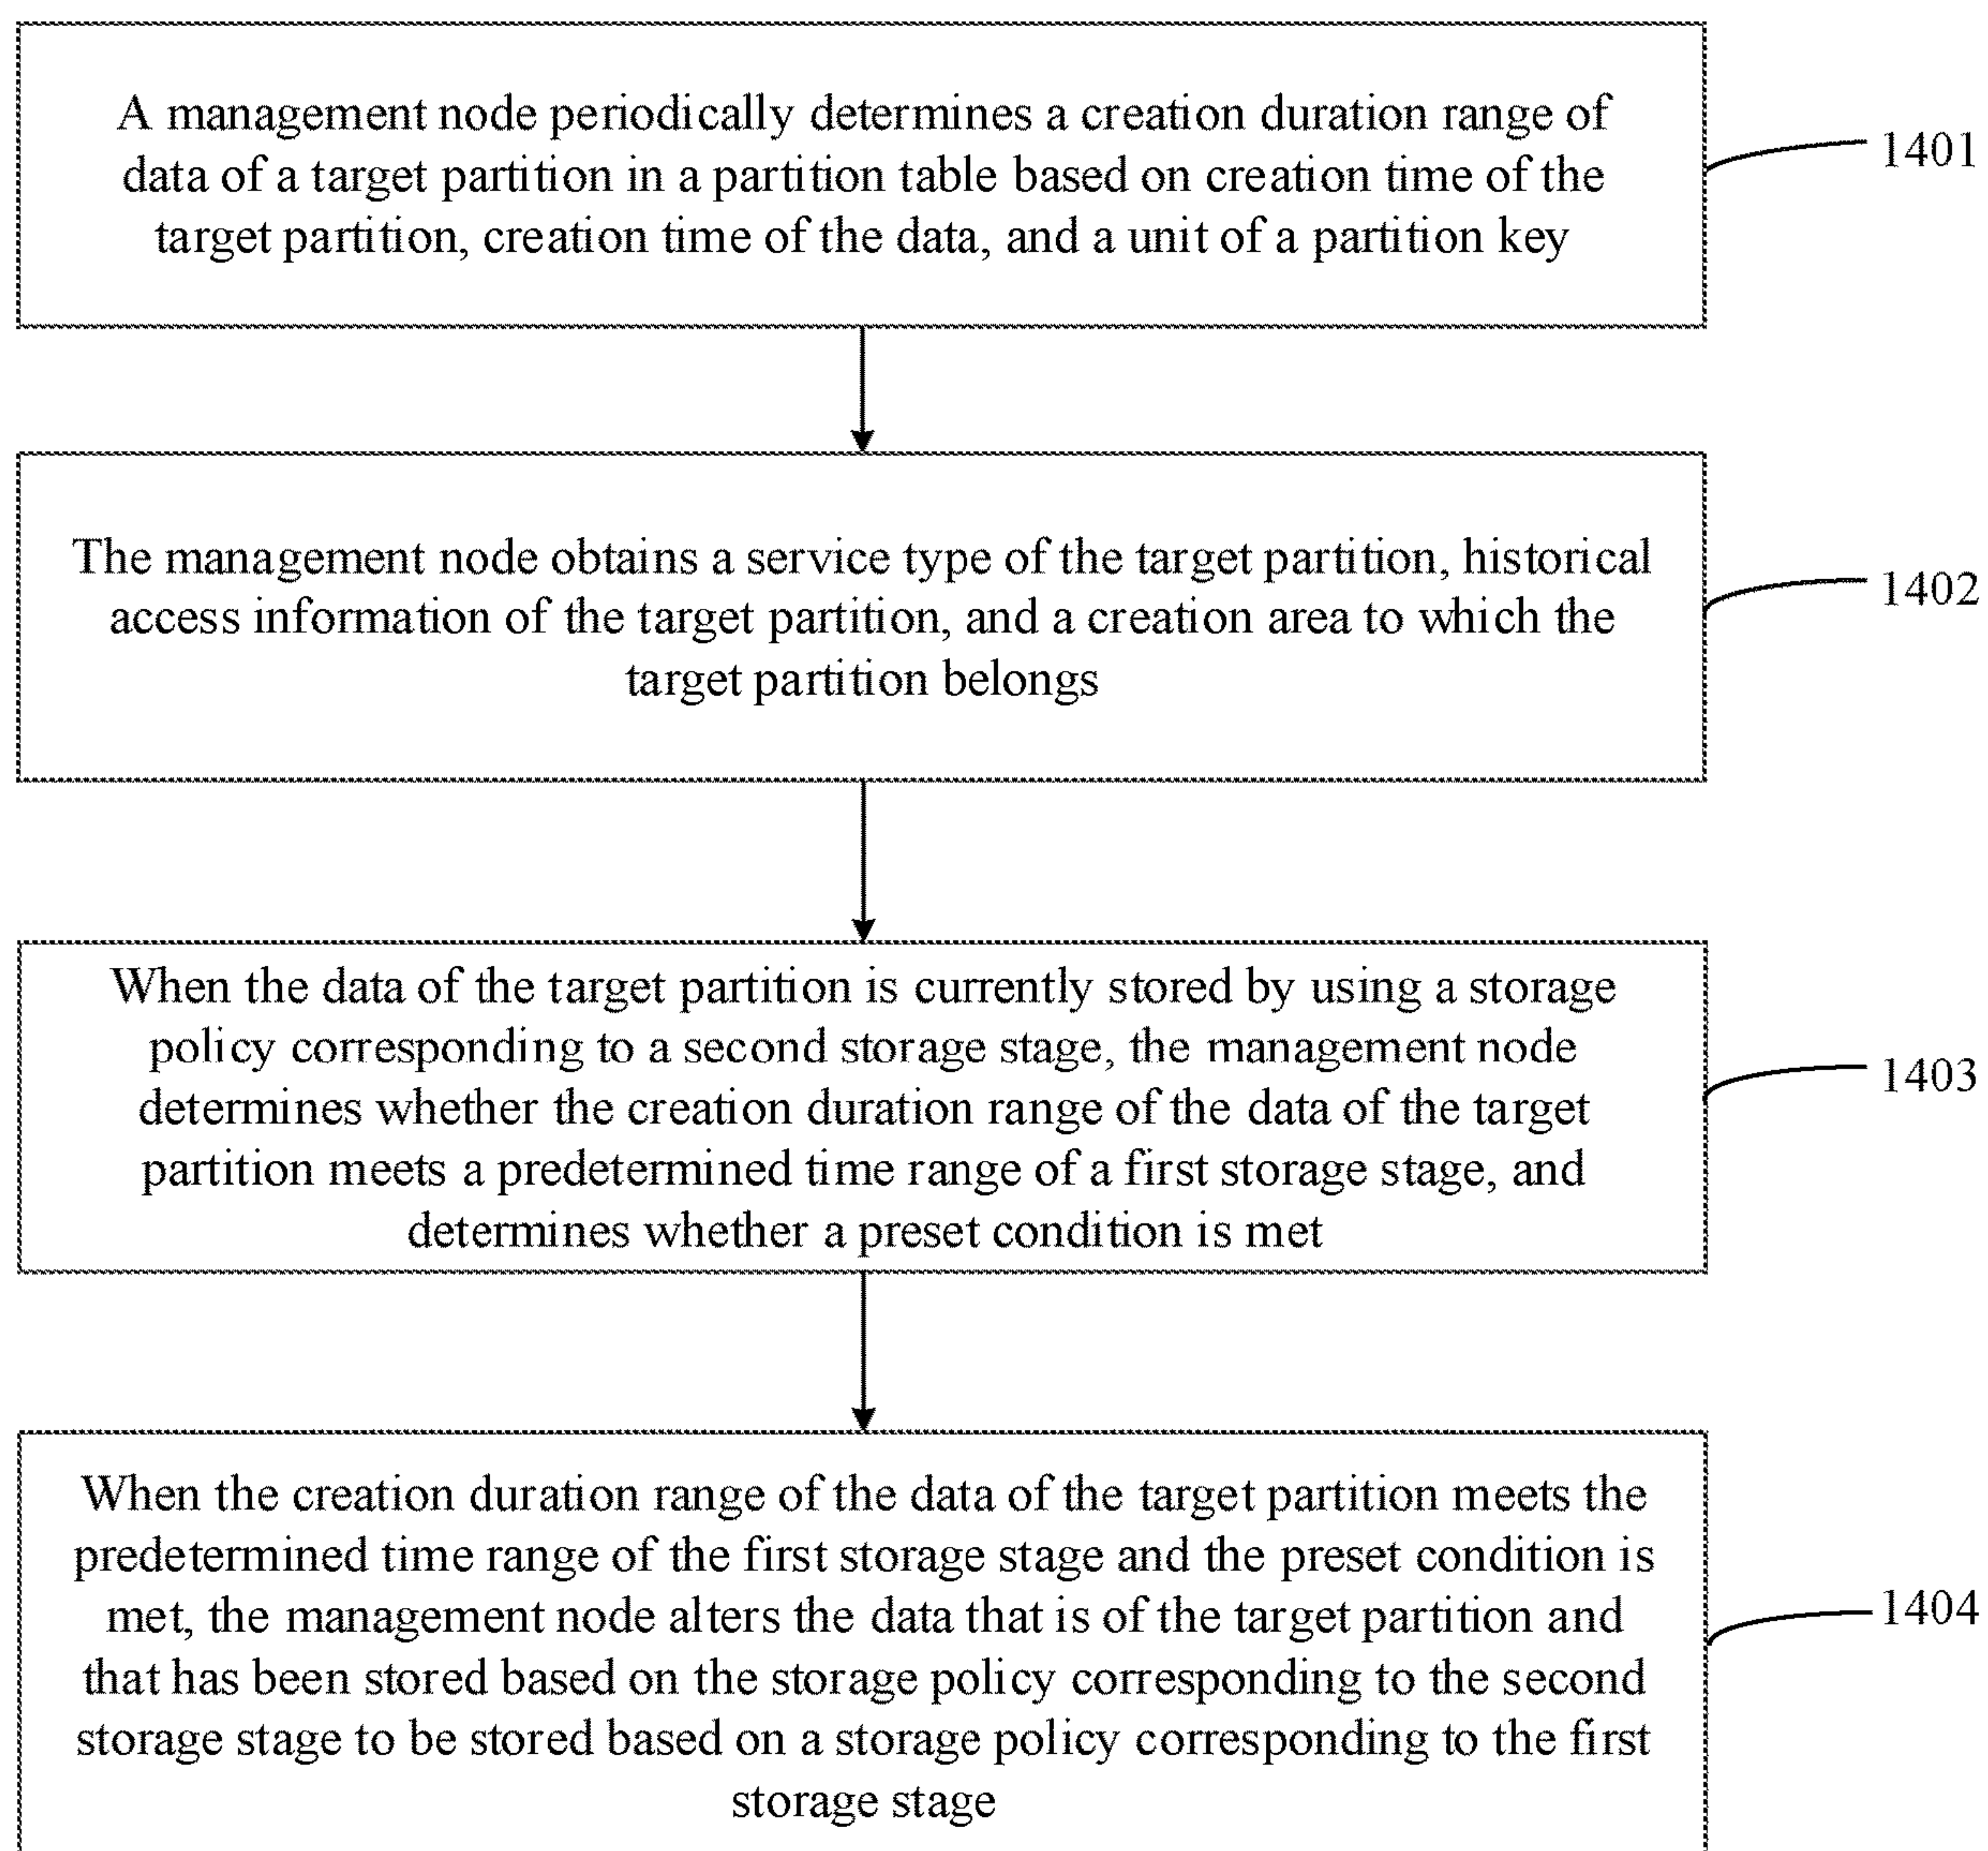 A management node periodically determines a creation duration range of
data of a target partition in a partition table based on creation time of the
target partition, creation time of the data, and a unit of a partition key
1401
The management node obtains a service type of the target partition, historical
access information of the target partition, and a creation area to which the
target partition belongs
1402
When the data of the target partition is currently stored by using a storage
policy corresponding to a second storage stage, the management node
determines whether the creation duration range of the data of the target
partition meets a predetermined time range of a first storage stage, and
determines whether a preset condition is met
1403
When the creation duration range of the data of the target partition meets the
predetermined time range of the first storage stage and the preset condition is
met, the management node alters the data that is of the target partition and
that has been stored based on the storage policy corresponding to the second
storage stage to be stored based on a storage policy corresponding to the first
storage stage
1404